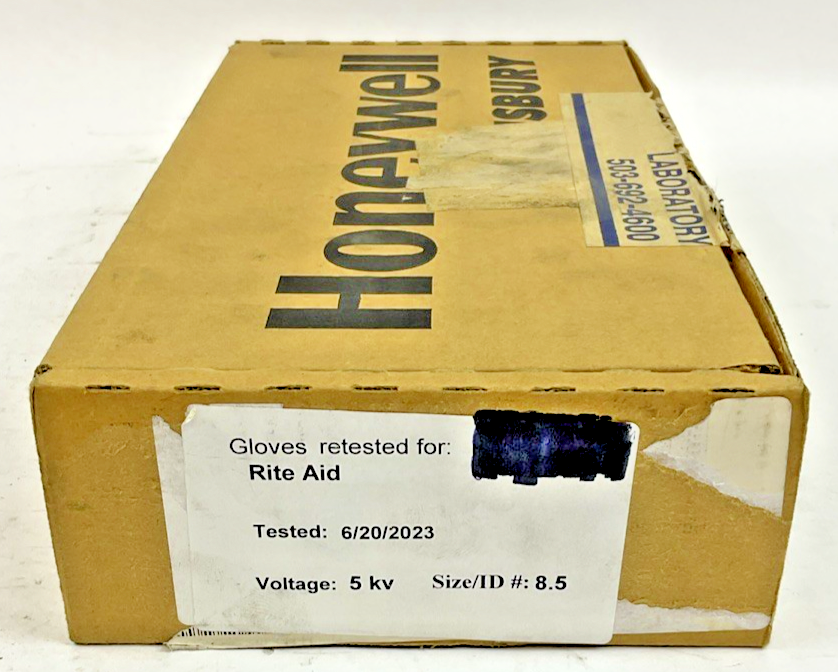 Honeywell
SBURY
LABORATORY
503-692-4600
Gloves retested for:
Rite Aid
Tested: 6/20/2023
Voltage: 5 kv Size/ID #: 8.5